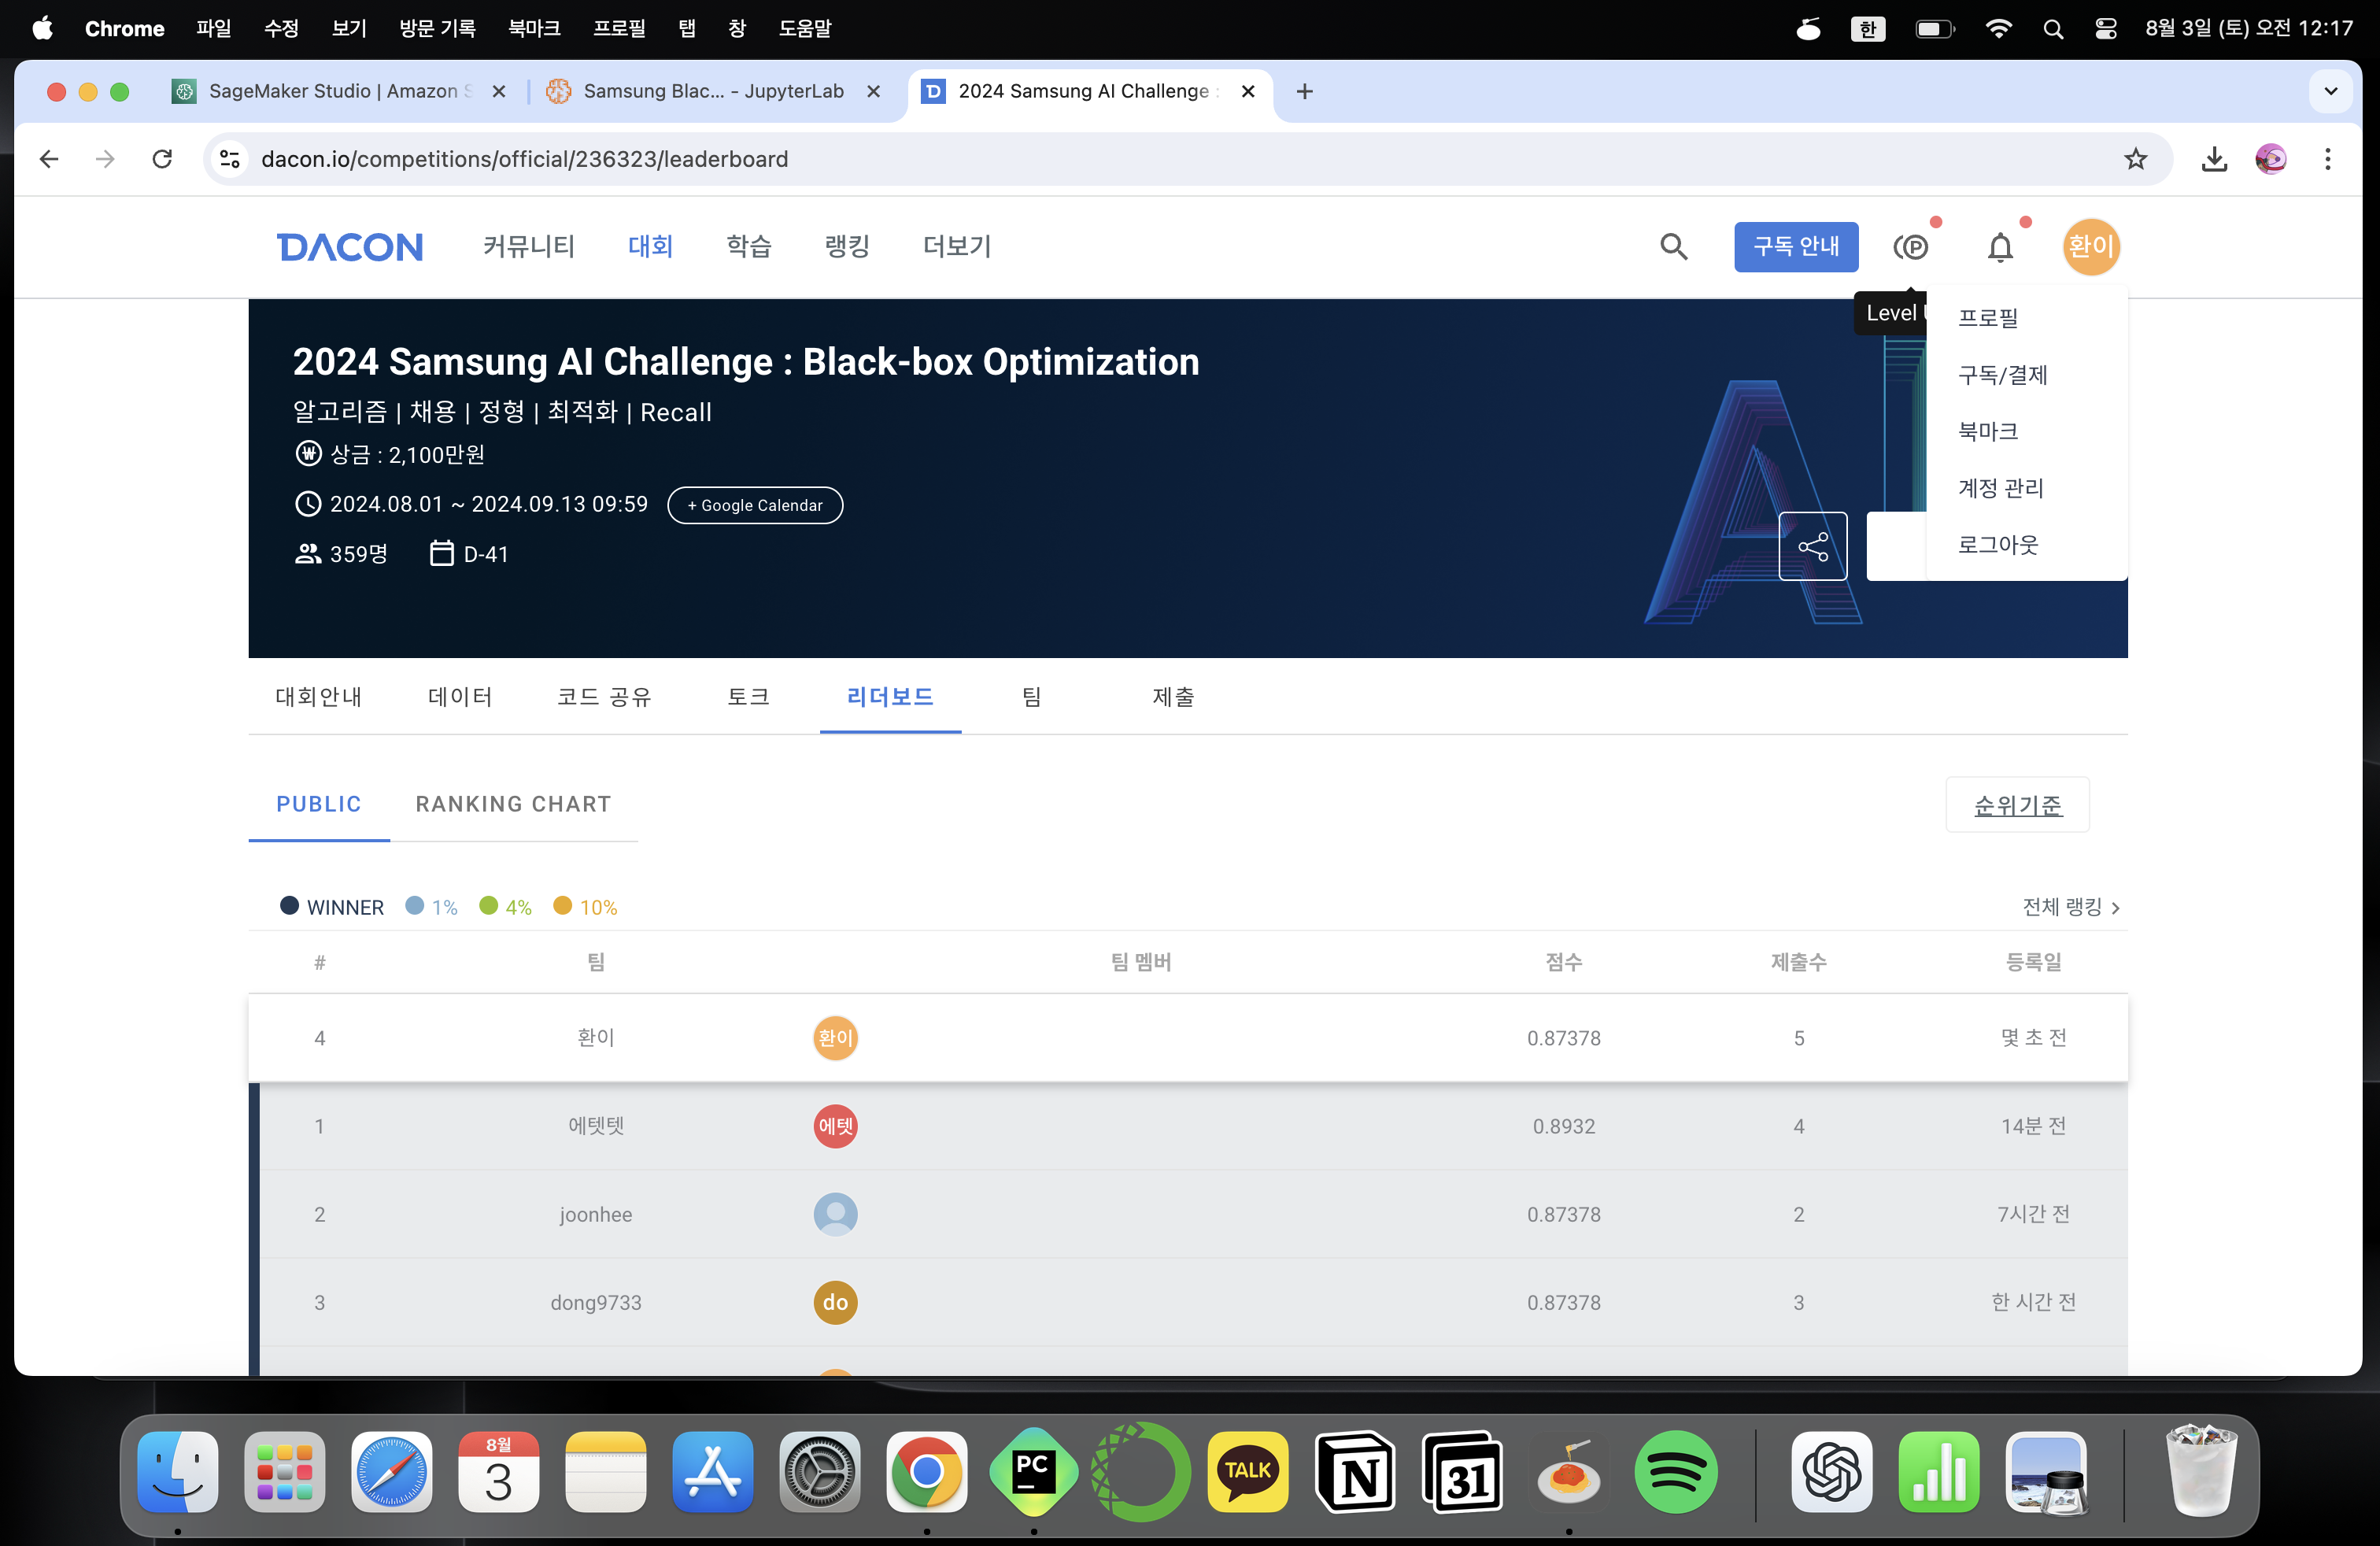 Chrome 파일 수정 보기 방문 기록 북마크 프로필 탭 창 도움말 한 8월 3일 (토) 오전 12:17
SageMaker Studio | Amazon S Samsung Blac... - JupyterLab D 2024 Samsung AI Challenge :
dacon.io/competitions/official/236323/leaderboard
DACON 커뮤니티 대회 학습 랭킹 더보기 구독 안내 P 환이
Level
프로필
구독/결제
북마크
계정 관리
로그아웃
2024 Samsung AI Challenge : Black-box Optimization
알고리즘 | 채용 | 정형 | 최적화 | Recall
₩ 상금 : 2,100만원
2024.08.01 ~ 2024.09.13 09:59 + Google Calendar
359명 D-41
대회안내 데이터 코드 공유 토크 리더보드 팀 제출
PUBLIC RANKING CHART 순위기준
WINNER 1% 4% 10% 전체 랭킹
# 팀 팀 멤버 점수 제출수 등록일
4 환이 환이 0.87378 5 몇 초 전
1 에텟텟 에텟 0.8932 4 14분 전
2 joonhee 0.87378 2 7시간 전
3 dong9733 do 0.87378 3 한 시간 전
8월
3
PC
TALK
N
31